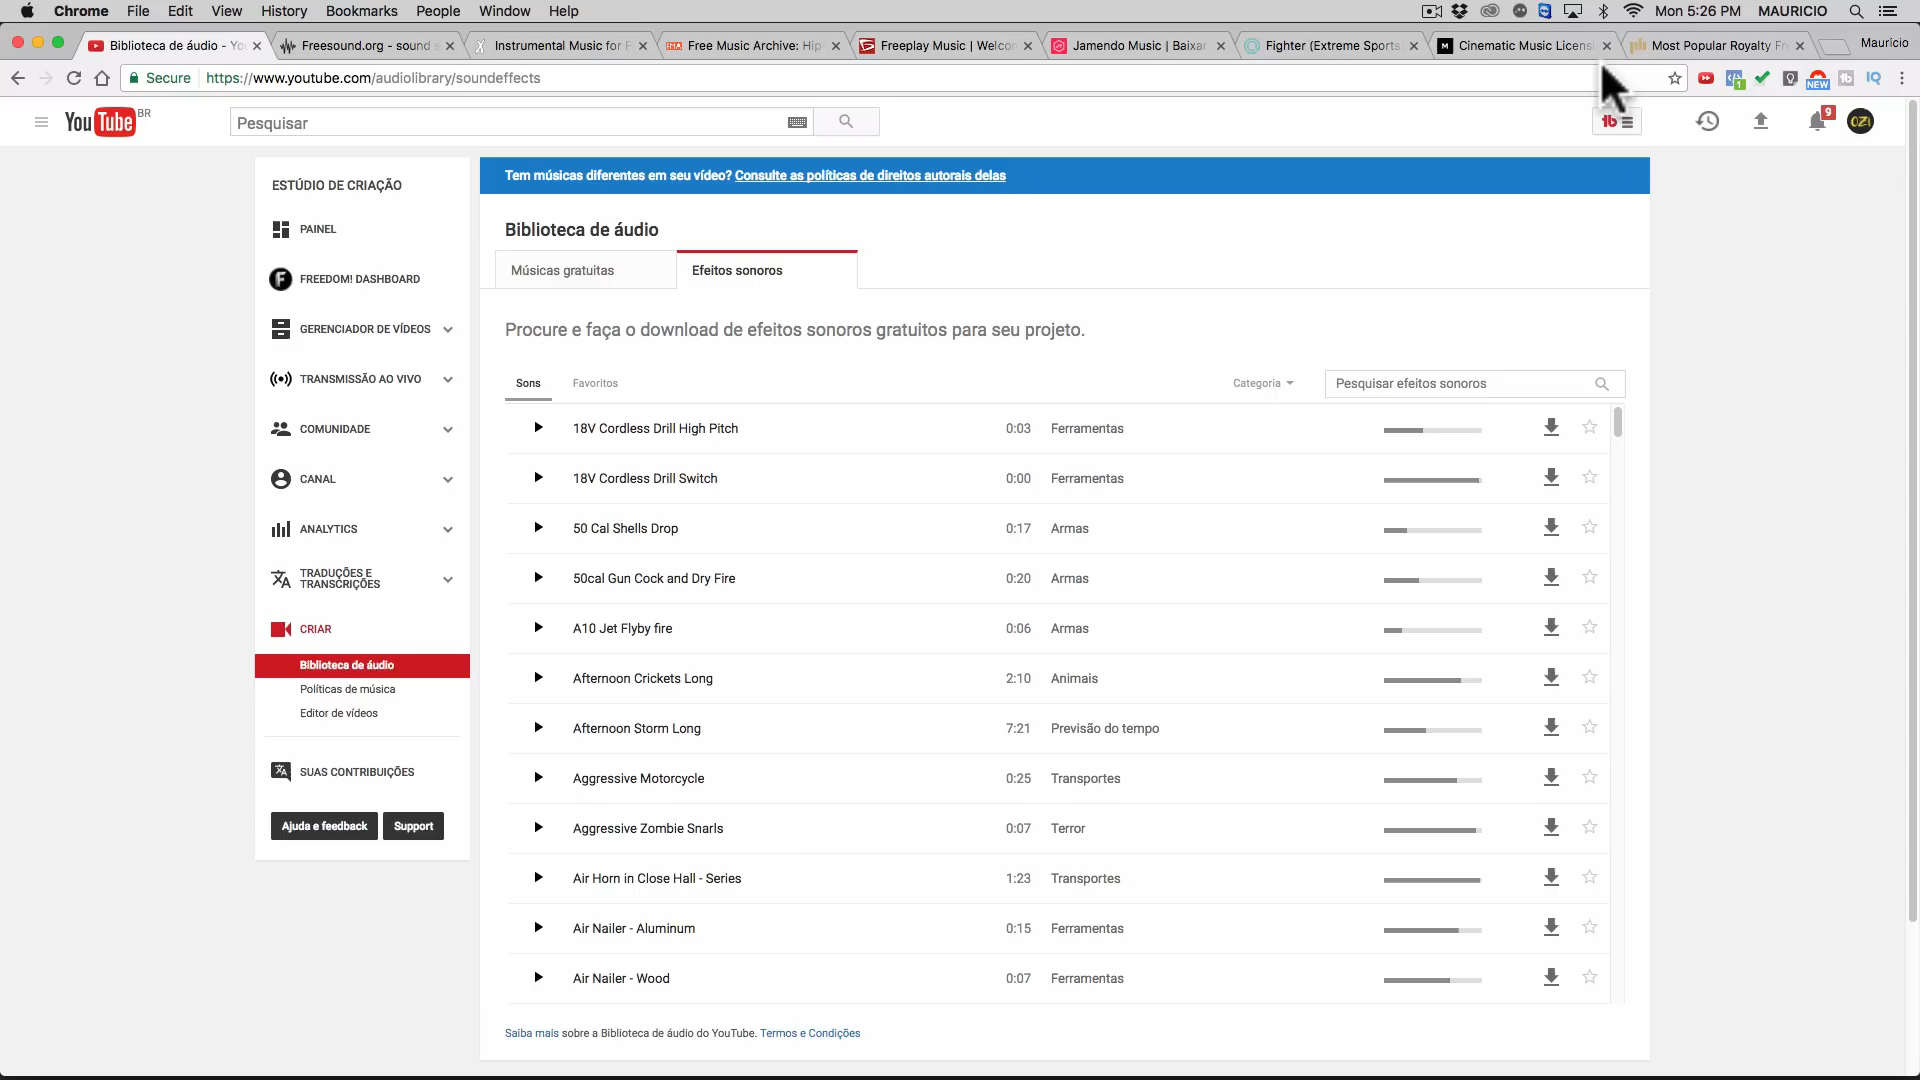 Chrome File Edit View History Bookmarks People Window Help Mon 5:26 PM MAURICIO
Biblioteca de áudio - Yo Freesound.org - sound s Instrumental Music for F Free Music Archive: Hip- Freeplay Music | Welcon Jamendo Music | Baixar Fighter (Extreme Sports Cinematic Music Licensi Most Popular Royalty Fr Maurício
Secure https://www.youtube.com/audiolibrary/soundeffects
NEW IQ
YouTube BR Pesquisar 9 OZI
ESTÚDIO DE CRIAÇÃO
PAINEL
FREEDOM! DASHBOARD
GERENCIADOR DE VÍDEOS
TRANSMISSÃO AO VIVO
COMUNIDADE
CANAL
ANALYTICS
TRADUÇÕES E
TRANSCRIÇÕES
CRIAR
Biblioteca de áudio
Políticas de música
Editor de vídeos
SUAS CONTRIBUIÇÕES
Ajuda e feedback Support
Tem músicas diferentes em seu vídeo? Consulte as políticas de direitos autorais delas
Biblioteca de áudio
Músicas gratuitas Efeitos sonoros
Procure e faça o download de efeitos sonoros gratuitos para seu projeto.
Sons Favoritos Categoria Pesquisar efeitos sonoros
18V Cordless Drill High Pitch 0:03 Ferramentas
18V Cordless Drill Switch 0:00 Ferramentas
50 Cal Shells Drop 0:17 Armas
50cal Gun Cock and Dry Fire 0:20 Armas
A10 Jet Flyby fire 0:06 Armas
Afternoon Crickets Long 2:10 Animais
Afternoon Storm Long 7:21 Previsão do tempo
Aggressive Motorcycle 0:25 Transportes
Aggressive Zombie Snarls 0:07 Terror
Air Horn in Close Hall - Series 1:23 Transportes
Air Nailer - Aluminum 0:15 Ferramentas
Air Nailer - Wood 0:07 Ferramentas
Saiba mais sobre a Biblioteca de áudio do YouTube. Termos e Condições